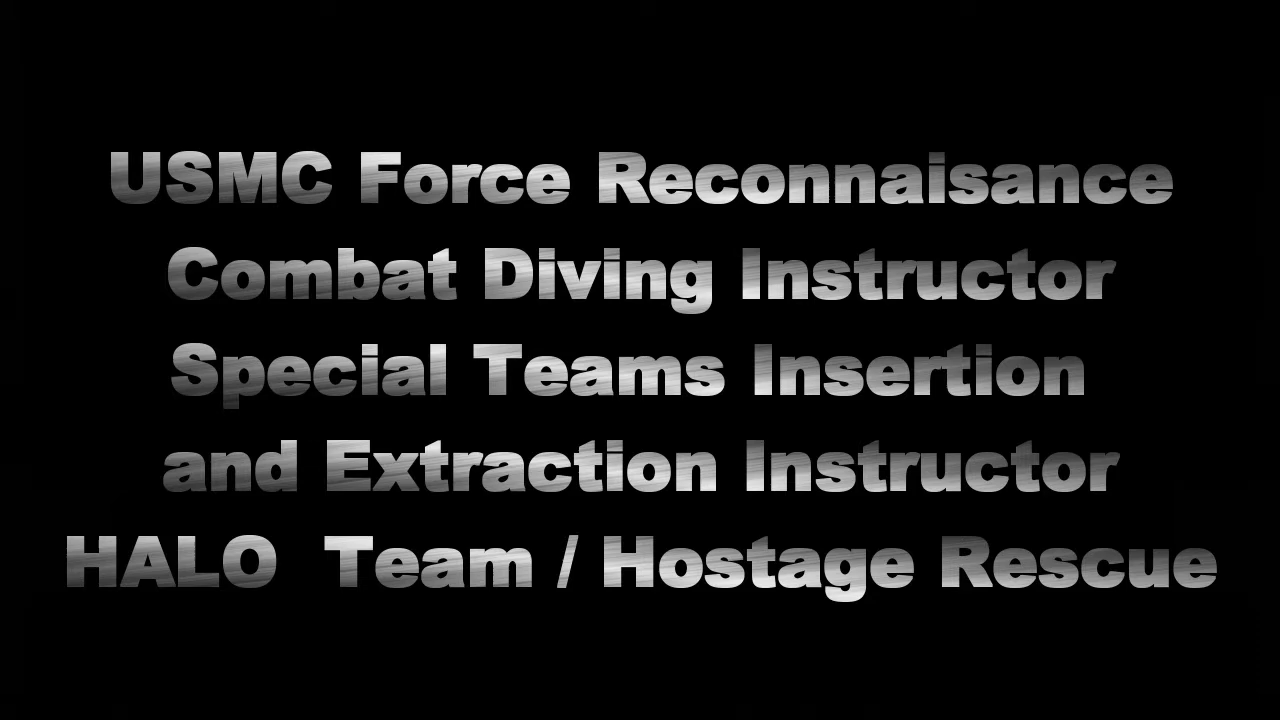 USMC Force Reconnaisance
Combat Diving Instructor
Special Teams Insertion
and Extraction Instructor
HALO  Team / Hostage Rescue